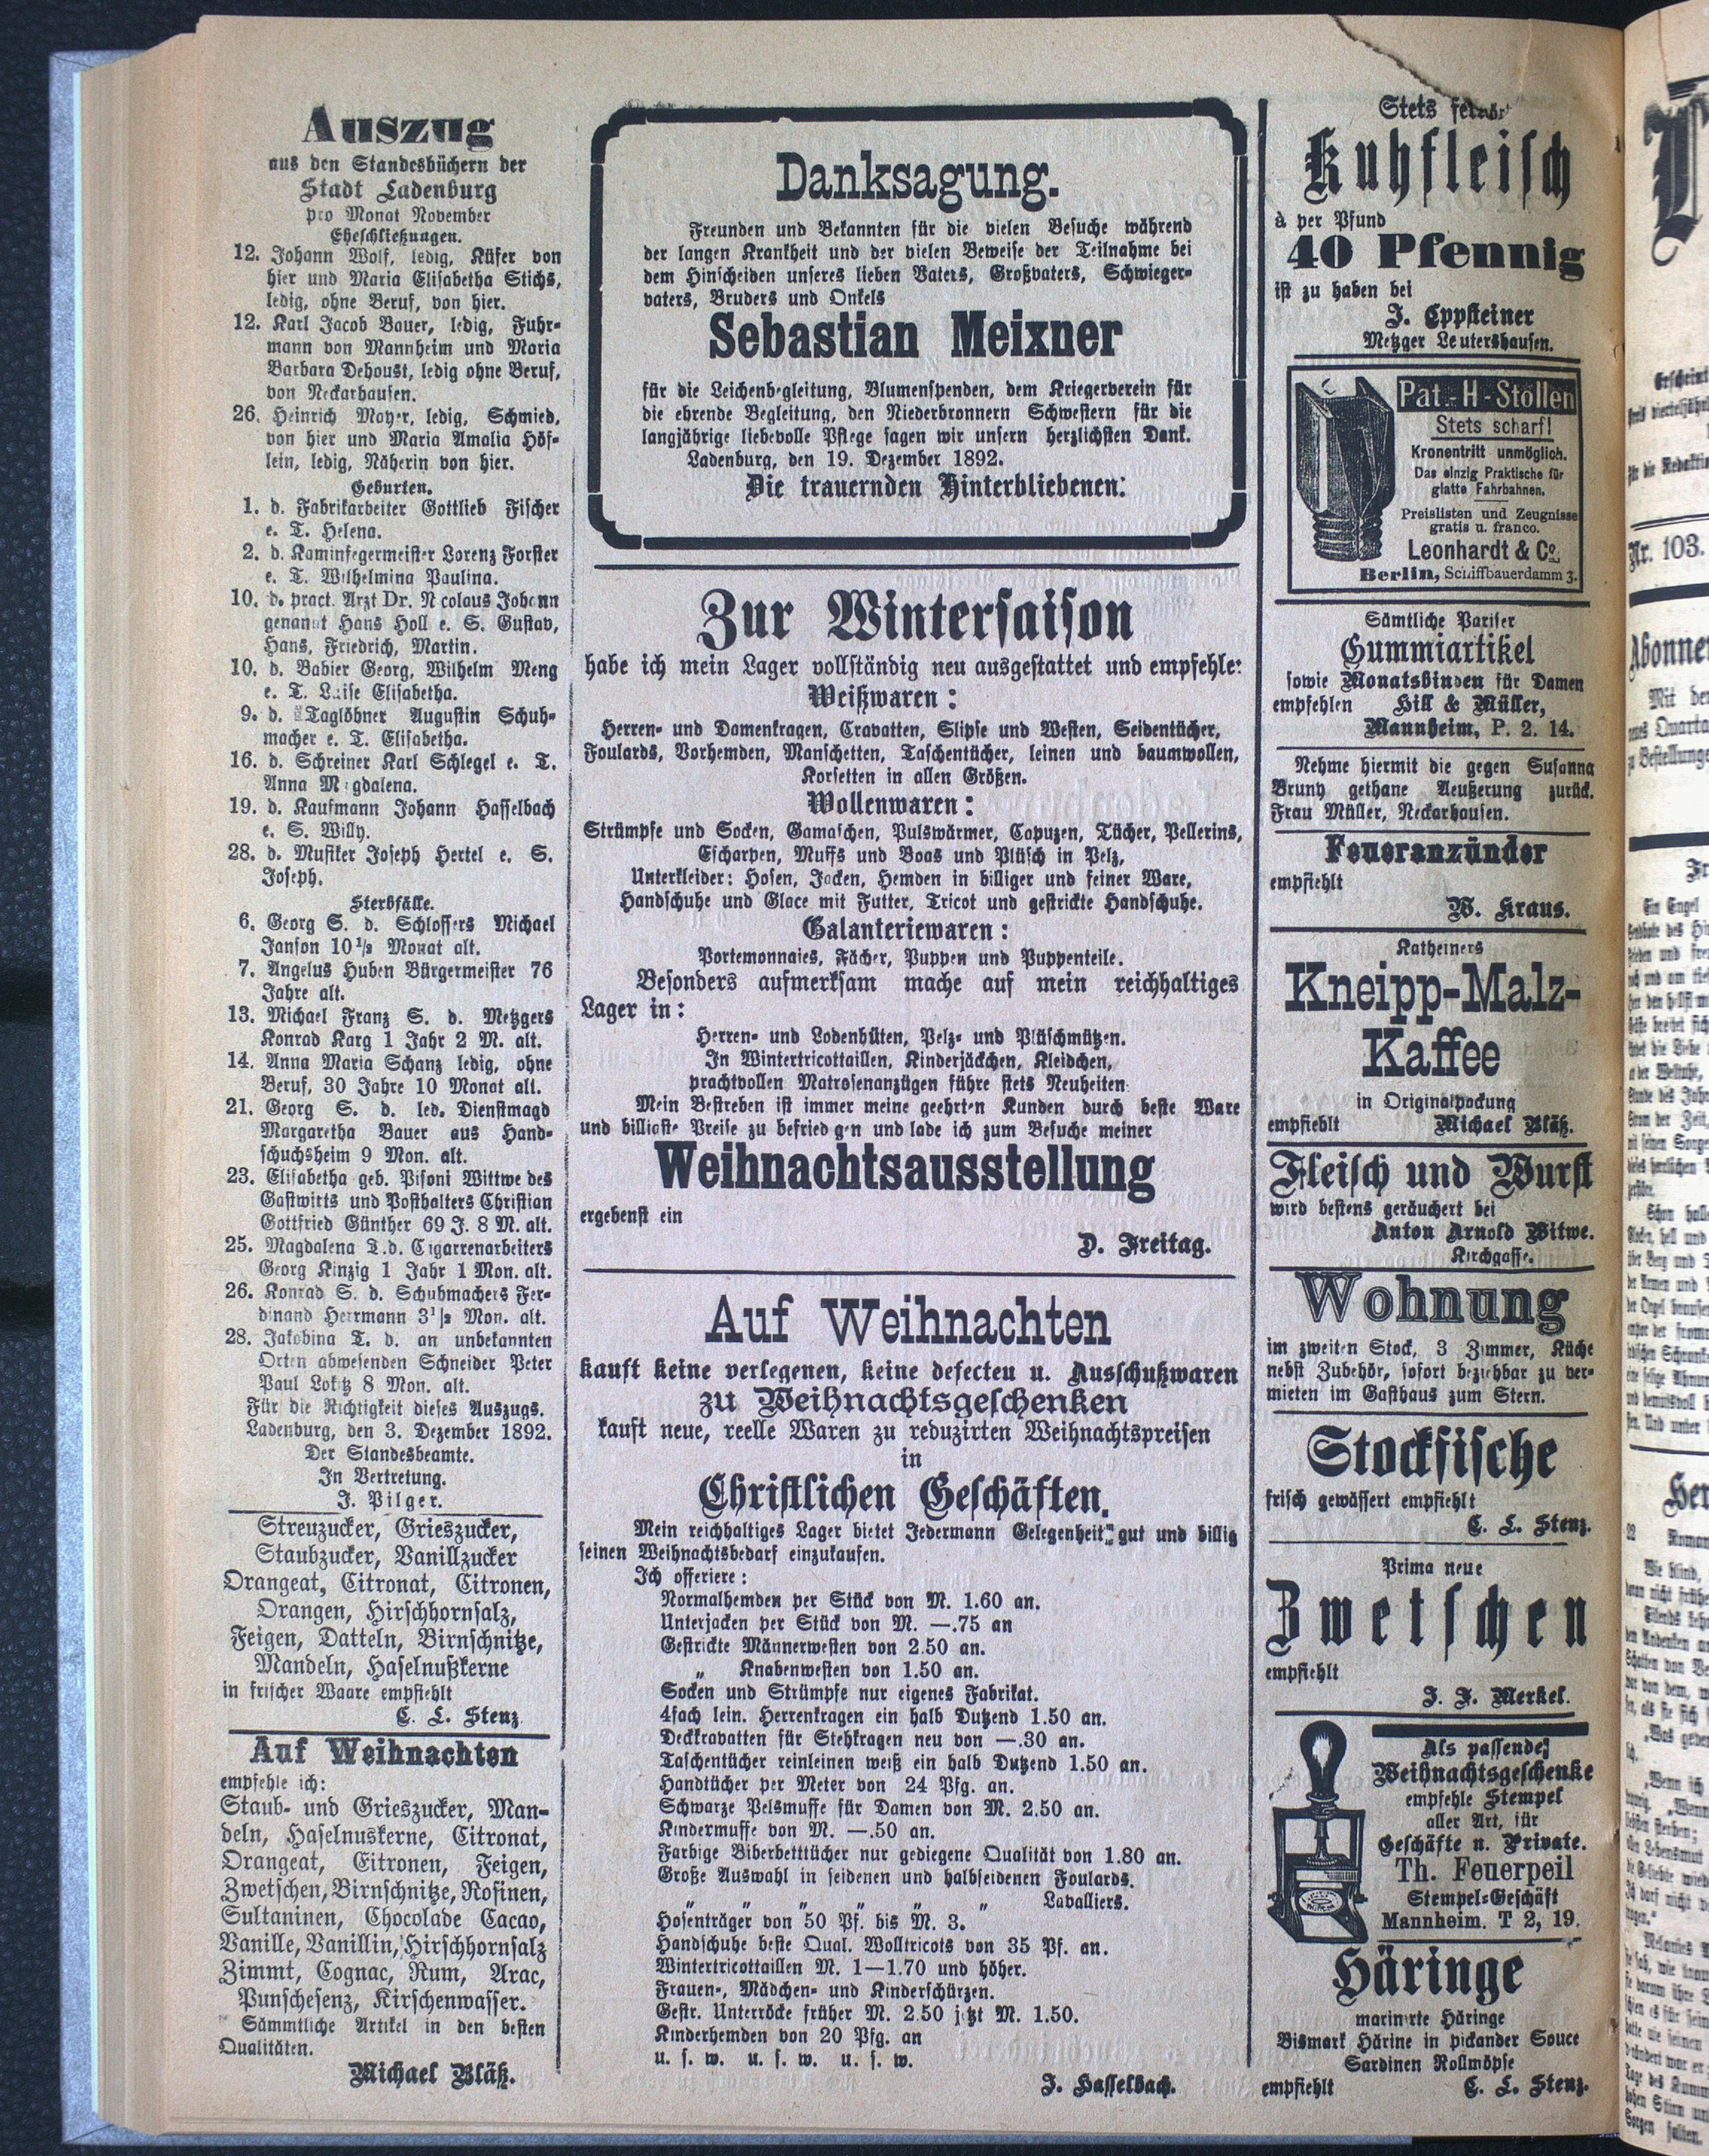 Auszug
aus den Standesbüchern der
Stadt Ladenburg
pro Monat November
Eheschließungen.
12. Johann Wolf, ledig, Küfer von
hier und Maria Elisabetha Stichs,
ledig, ohne Beruf, von hier.
12. Karl Jacob Bauer, ledig, Fuhr-
mann von Mannheim und Maria
Barbara Dehoust, ledig ohne Beruf,
von Neckarhausen.
26. Heinrich Mayer, ledig, Schmied,
von hier und Maria Amalia Höf-
lein, ledig, Näherin von hier.
Geburten.
1. d. Fabrikarbeiter Gottlieb Fischer
e. T. Helena.
2. d. Kaminfegermeister Lorenz Forster
e. T. Wilhelmina Paulina.
10. d. pract. Arzt Dr. Nicolaus Johann
genannt Hans Holl e. S. Gustav,
Hans, Friedrich, Martin.
10. d. Babier Georg, Wilhelm Meng
e. T. Luise Elisabetha.
9. d. Taglöhner Augustin Schuh-
macher e. T. Elisabetha.
16. d. Schreiner Karl Schlegel e. T.
Anna Magdalena.
19. d. Kaufmann Johann Hasselbach
e. S. Willy.
28. d. Musiker Joseph Hertel e. S.
Joseph.
Sterbfälle.
6. Georg S. d. Schlossers Michael
Janson 10½ Monat alt.
7. Angelus Huben Bürgermeister 76
Jahre alt.
13. Michael Franz S. d. Metzgers
Konrad Karg 1 Jahr 2 M. alt.
14. Anna Maria Schanz ledig, ohne
Beruf, 30 Jahre 10 Monat alt.
21. Georg S. d. led. Dienstmagd
Margaretha Bauer aus Hand-
schuchsheim 9 Mon. alt.
23. Elisabetha geb. Pisoni Wittwe des
Gastwirts und Posthalters Christian
Gottfried Günther 69 J. 8 M. alt.
25. Magdalena T. d. Cigarrenarbeiters
Georg Kinzig 1 Jahr 1 Mon. alt.
26. Konrad S. d. Schuhmachers Fer-
dinand Herrmann 3½ Mon. alt.
28. Jakobina T. d. an unbekannten
Orten abwesenden Schneider Peter
Paul 8 Mon. alt.
Für die Richtigkeit dieses Auszugs.
Ladenburg, den 3. Dezember 1892.
Der Standesbeamte.
In Vertretung.
J. Pilger.
Streuzucker, Grieszucker,
Staubzucker, Vanillzucker
Orangeat, Citronat, Citronen,
Orangen, Hirschhornsalz,
Feigen, Datteln, Birnschnitze,
Mandeln, Haselnußkerne
in frischer Waare empfiehlt
C. L. Stenz
Auf Weihnachten
empfehle ich:
Staub- und Grieszucker, Man-
deln, Haselnuskerne, Citronat,
Orangeat, Citronen, Feigen,
Zwetschen, Birnschnitze, Rosinen,
Sultaninen, Chocolade Cacao,
Vanille, Vanillin, Hirschhornsalz
Zimmt, Cognac, Rum, Arac,
Punschesenz, Kirschenwasser.
Sämmtliche Artikel in den besten
Qualitäten.
Michael Bläß.
Danksagung.
Freunden und Bekannten für die vielen Besuche während
der langen Krankheit und der vielen Beweise der Teilnahme bei
dem Hinscheiden unseres lieben Vaters, Großvaters, Schwieger-
vaters, Bruders und Onkels
Sebastian Meixner
für die Leichenbegleitung, Blumenspenden, dem Kriegerverein für
die ehrende Begleitung, den Niederbronnern Schwestern für die
langjährige liebevolle Pflege sagen wir unsern herzlichsten Dank.
Ladenburg, den 19. Dezember 1892.
Die trauernden Hinterbliebenen.
Zur Wintersaison
habe ich mein Lager vollständig neu ausgestattet und empfehle:
Weißwaren:
Herren- und Damenkragen, Cravatten, Slipse und Westen, Seidentücher,
Foulards, Vorhemden, Manschetten, Taschentücher, leinen und baumwollen,
Korsetten in allen Größen.
Wollenwaren:
Strümpfe und Socken, Gamaschen, Pulswärmer, Capuzen, Tücher, Pellerins,
Escharpen, Muffs und Boas und Plüsch in Pelz,
Unterkleider: Hosen, Jacken, Hemden in billiger und feiner Ware,
Handschuhe und Glace mit Futter, Tricot und gestrickte Handschuhe.
Galanteriewaren:
Portemonnaies, Fächer, Puppen und Puppenteile.
Besonders aufmerksam mache auf mein reichhaltiges
Lager in:
Herren- und Lodenhüten, Pelz- und Plüschmützen.
In Wintertricottaillen, Kinderjäckchen, Kleidchen,
prachtvollen Matrosenanzügen führe stets Neuheiten.
Mein Bestreben ist immer meine geehrten Kunden durch beste Ware
und billigste Preise zu befriedigen und lade ich zum Besuche meiner
Weihnachtsausstellung
ergebenst ein
D. Freitag.
Auf Weihnachten
kauft keine verlegenen, keine defecten u. Ausschußwaren
zu Weihnachtsgeschenken
kauft neue, reelle Waren zu reduzirten Weihnachtspreisen
in
Christlichen Geschäften.
Mein reichhaltiges Lager bietet Jedermann Gelegenheit gut und billig
seinen Weihnachtsbedarf einzukaufen.
Ich offeriere:
Normalhemden per Stück von M. 1.60 an.
Unterjacken per Stück von M. —.75 an
Gestrickte Männerwesten von 2.50 an.
„ Knabenwesten von 1.50 an.
Socken und Strümpfe nur eigenes Fabrikat.
4fach lein. Herrenkragen ein halb Dutzend 1.50 an.
Deckkravatten für Stehkragen neu von —.30 an.
Taschentücher reinleinen weiß ein halb Dutzend 1.50 an.
Handtücher per Meter von 24 Pfg. an.
Schwarze Pelsmuffe für Damen von M. 2.50 an.
Kindermuffe von M. —.50 an.
Farbige Biberbetttücher nur gediegene Qualität von 1.80 an.
Große Auswahl in seidenen und halbseidenen Foulards.
„ „ „ „ „ Lavalliers.
Hosenträger von 50 Pf. bis M. 3.
Handschuhe beste Qual. Wolltricots von 35 Pf. an.
Wintertricottaillen M. 1—1.70 und höher.
Frauen-, Mädchen- und Kinderschürzen.
Gestr. Unterröcke früher M. 2.50 jetzt M. 1.50.
Kinderhemden von 20 Pfg. an
u. s. w. u. s. w. u. s. w.
J. Hasselbach.
Stets
Kuhfleisch
à per Pfund
40 Pfennig
ist zu haben bei
J. Eppsteiner
Metzger Leutershausen.
Pat.-H-Stollen
Stets scharf!
Kronentritt unmöglich.
Das einzig Praktische für
glatte Fahrbahnen.
Preislisten und Zeugnisse
gratis u. franco.
Leonhardt & Co.
Berlin, Schiffbauerdamm 3.
Sämtliche Pariser
Gummiartikel
sowie Monatsbinden für Damen
empfehlen Hill & Müller,
Mannheim, P. 2. 14.
Nehme hiermit die gegen Susanna
Bruny gethane Aeußerung zurück.
Frau Müller, Neckarhausen.
Feueranzünder
empfiehlt
W. Kraus.
Katheiners
Kneipp-Malz-
Kaffee
in Originalpackung
empfiehlt Michael Bläß.
Fleisch und Wurst
wird bestens geräuchert bei
Anton Arnold Witwe.
Kirchgasse.
Wohnung
im zweiten Stock, 3 Zimmer, Küche
nebst Zubehör, sofort beziehbar zu ver-
mieten im Gasthaus zum Stern.
Stockfische
frisch gewässert empfiehlt
C. L. Stenz.
Prima neue
Zwetschen
empfiehlt
J. F. Merkel.
Als passende
Weihnachtsgeschenke
empfehle Stempel
aller Art, für
Geschäfte u. Private.
Th. Feuerpeil
Stempel-Geschäft
Mannheim. T 2, 19.
Häringe
marinirte Häringe
Bismark Härine in pickander Souce
Sardinen Rollmöpse
empfiehlt C. L. Stenz.
Nr. 103.